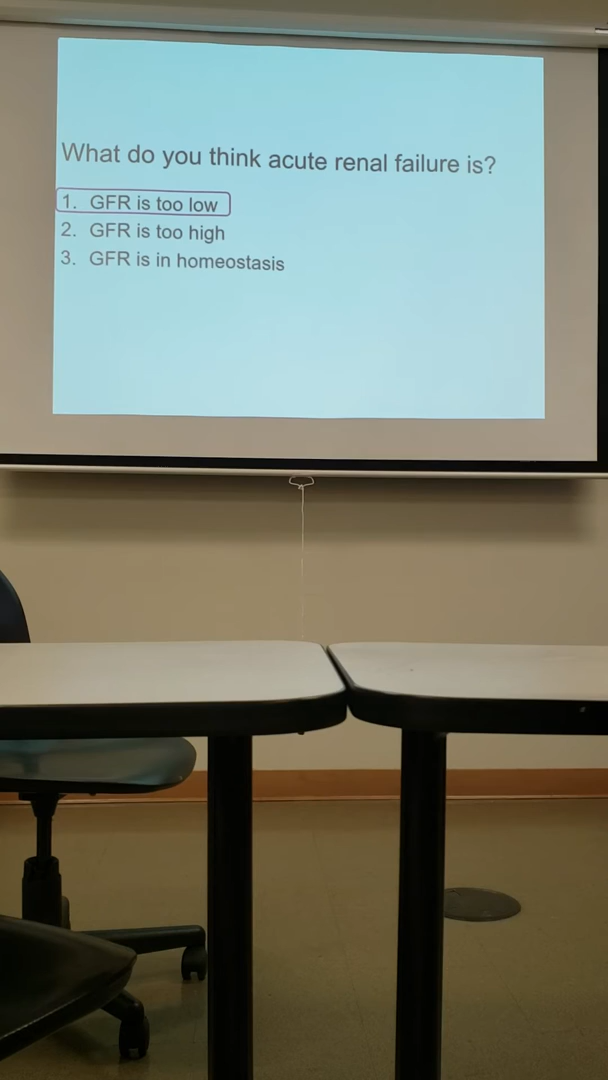 What do you think acute renal failure is?
1. GFR is too low
2. GFR is too high
3. GFR is in homeostasis